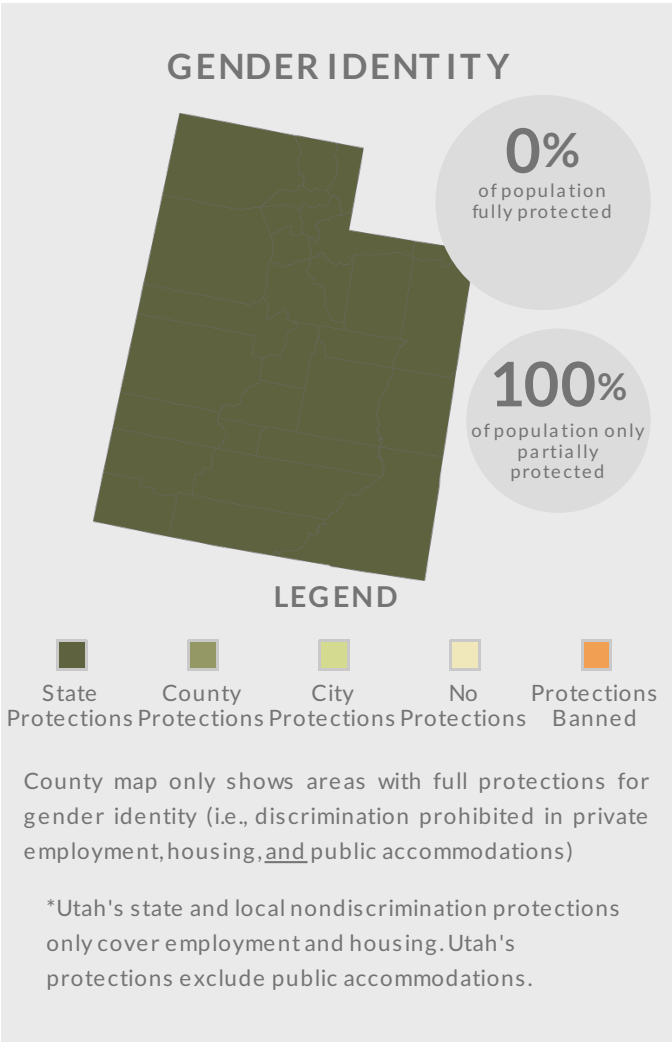 GENDER IDENTITY
0%
of population
fully protected
100%
of population only
partially
protected
LEGEND
State
Protections
County
Protections
City
Protections
No
Protections
Protections
Banned
County map only shows areas with full protections for
gender identity (i.e., discrimination prohibited in private
employment, housing, and public accommodations)
*Utah's state and local nondiscrimination protections
only cover employment and housing. Utah's
protections exclude public accommodations.